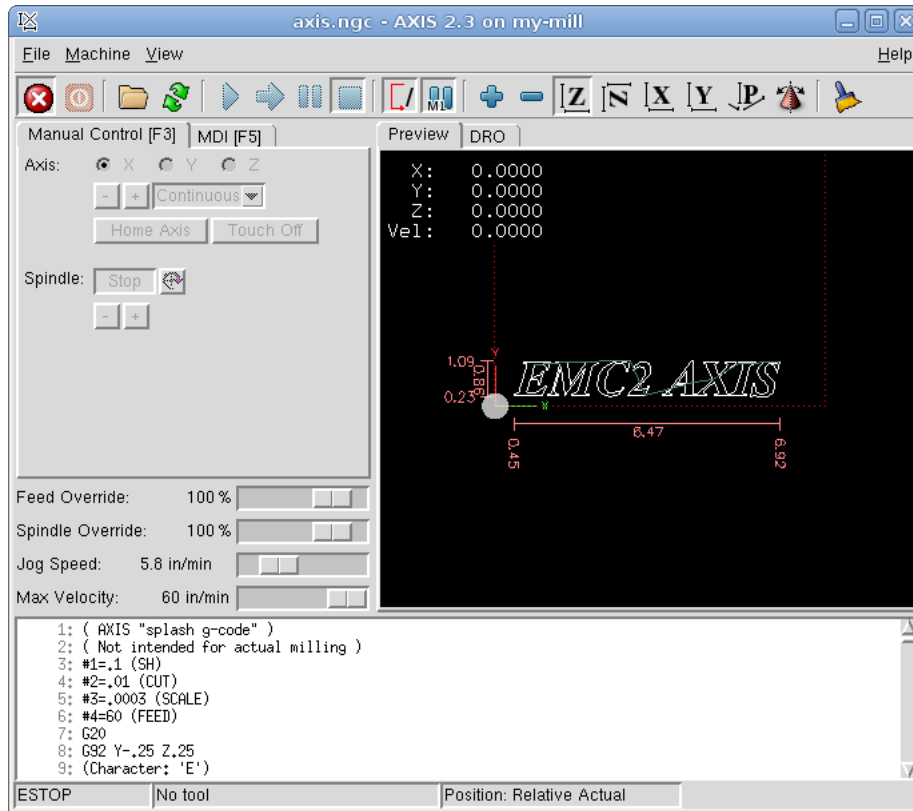 axis.ngc - AXIS 2.3 on my-mill
File Machine View Help
M1 Z N X Y P
Manual Control [F3] MDI [F5]
Axis: X Y Z
- + Continuous
Home Axis Touch Off
Spindle: Stop
- +
Feed Override: 100 %
Spindle Override: 100 %
Jog Speed: 5.8 in/min
Max Velocity: 60 in/min
Preview DRO
X: 0.0000
Y: 0.0000
Z: 0.0000
Vel: 0.0000
Y
1.09
0.86
0.23
EMC2 AXIS
X
6.47
0.45
6.92
1: ( AXIS "splash g-code" )
2: ( Not intended for actual milling )
3: #1=.1 (SH)
4: #2=.01 (CUT)
5: #3=.0003 (SCALE)
6: #4=60 (FEED)
7: G20
8: G92 Y-.25 Z.25
9: (Character: 'E')
ESTOP No tool Position: Relative Actual